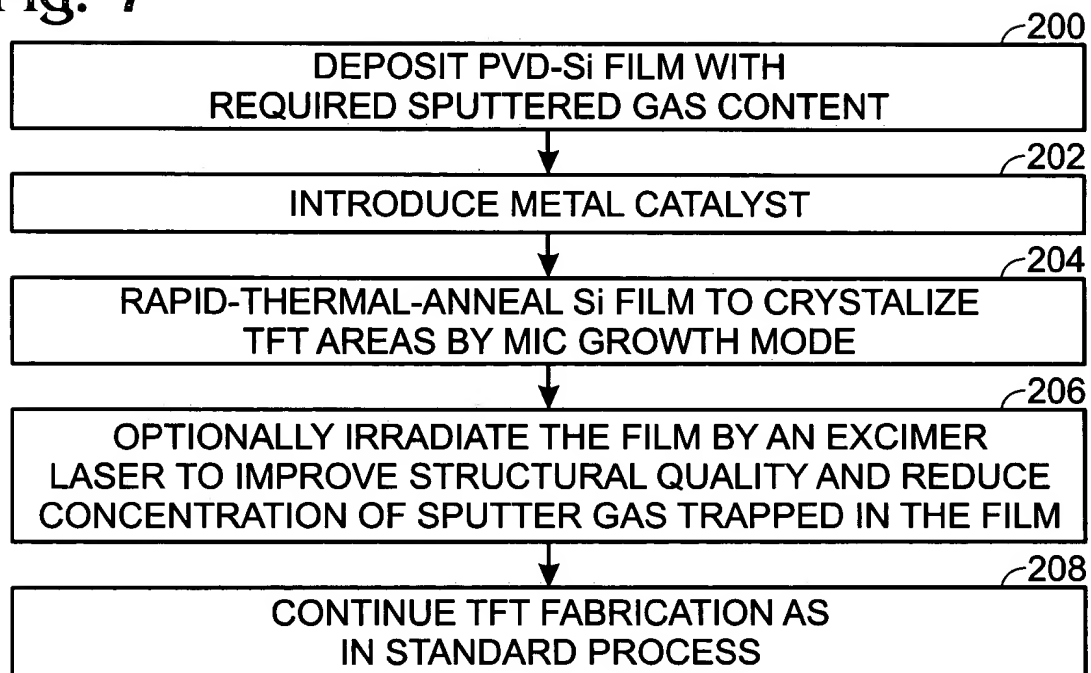 Fig. 7
200
DEPOSIT PVD-Si FILM WITH
REQUIRED SPUTTERED GAS CONTENT
202
INTRODUCE METAL CATALYST
204
RAPID-THERMAL-ANNEAL Si FILM TO CRYSTALIZE
TFT AREAS BY MIC GROWTH MODE
206
OPTIONALLY IRRADIATE THE FILM BY AN EXCIMER
LASER TO IMPROVE STRUCTURAL QUALITY AND REDUCE
CONCENTRATION OF SPUTTER GAS TRAPPED IN THE FILM
208
CONTINUE TFT FABRICATION AS
IN STANDARD PROCESS